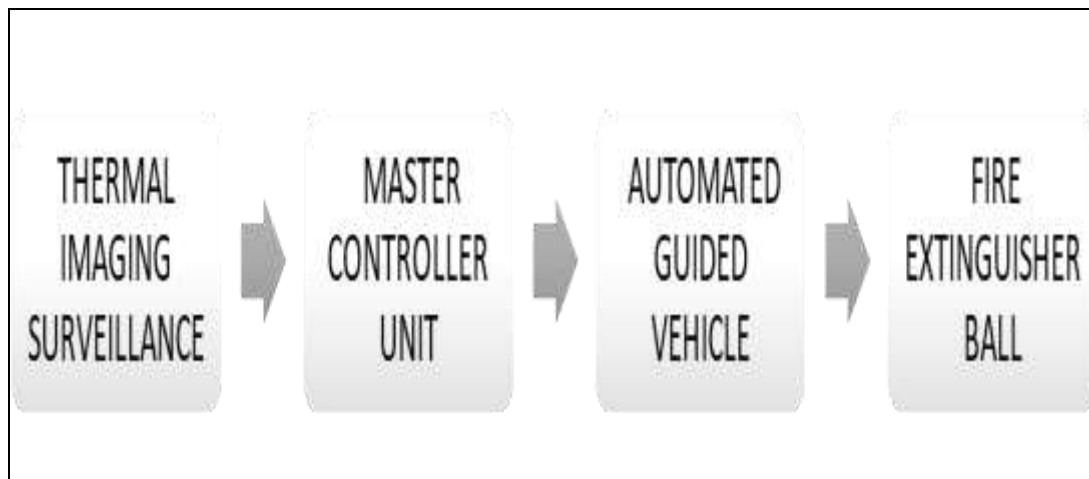 THERMAL
IMAGING
SURVEILLANCE
MASTER
CONTROLLER
UNIT
AUTOMATED
GUIDED
VEHICLE
FIRE
EXTINGUISHER
BALL